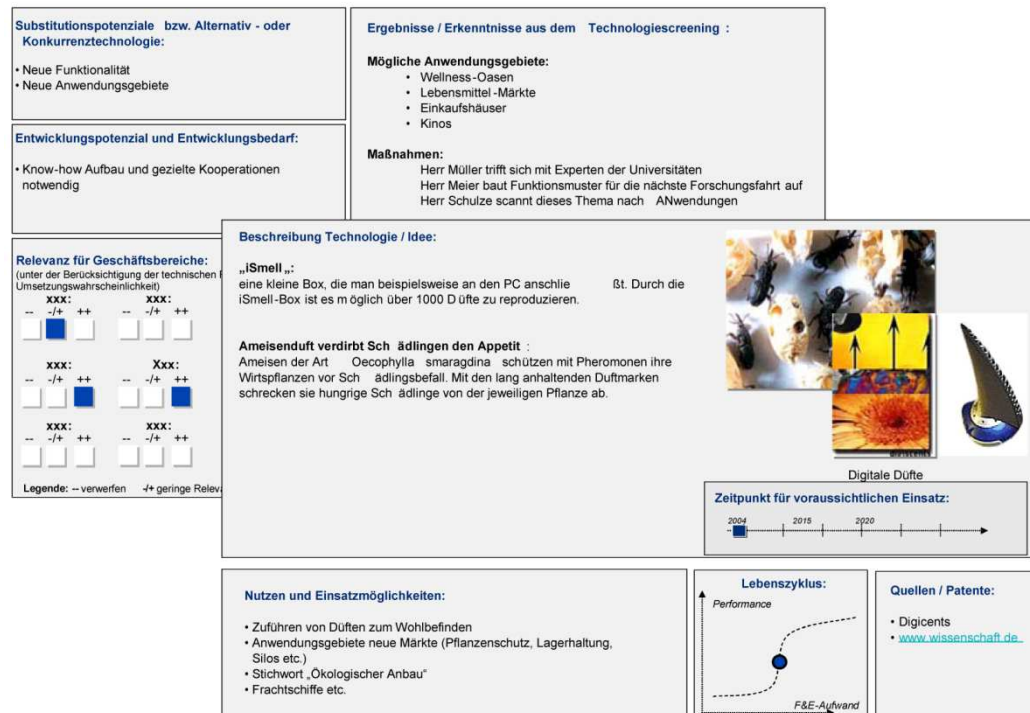 Substitutionspotenziale bzw. Alternativ - oder
Konkurrenztechnologie:
• Neue Funktionalität
• Neue Anwendungsgebiete
Entwicklungspotenzial und Entwicklungsbedarf:
• Know-how Aufbau und gezielte Kooperationen
notwendig
Ergebnisse / Erkenntnisse aus dem Technologiescreening :
Mögliche Anwendungsgebiete:
• Wellness-Oasen
• Lebensmittel-Märkte
• Einkaufshäuser
• Kinos
Maßnahmen:
Herr Müller trifft sich mit Experten der Universitäten
Herr Meier baut Funktionsmuster für die nächste Forschungsfahrt auf
Herr Schulze scannt dieses Thema nach ANwendungen
Relevanz für Geschäftsbereiche:
(unter der Berücksichtigung der technischen
Umsetzungswahrscheinlichkeit)
xxx: xxx:
-- -/+ ++ -- -/+ ++
xxx: Xxx:
-- -/+ ++ -- -/+ ++
xxx: xxx:
-- -/+ ++ -- -/+ ++
Legende: -- verwerfen -/+ geringe
Beschreibung Technologie / Idee:
„iSmell„:
eine kleine Box, die man beispielsweise an den PC anschlie ßt. Durch die
iSmell-Box ist es m öglich über 1000 D üfte zu reproduzieren.
Ameisenduft verdirbt Sch ädlingen den Appetit :
Ameisen der Art Oecophylla smaragdina schützen mit Pheromonen ihre
Wirtspflanzen vor Sch ädlingsbefall. Mit den lang anhaltenden Duftmarken
schrecken sie hungrige Sch ädlinge von der jeweiligen Pflanze ab.
Digitale Düfte
Zeitpunkt für voraussichtlichen Einsatz:
2004 2015 2020
Nutzen und Einsatzmöglichkeiten:
• Zuführen von Düften zum Wohlbefinden
• Anwendungsgebiete neue Märkte (Pflanzenschutz, Lagerhaltung,
Silos etc.)
• Stichwort „Ökologischer Anbau“
• Frachtschiffe etc.
Lebenszyklus:
Performance
F&E-Aufwand
Quellen / Patente:
• Digicents
• www.wissenschaft.de